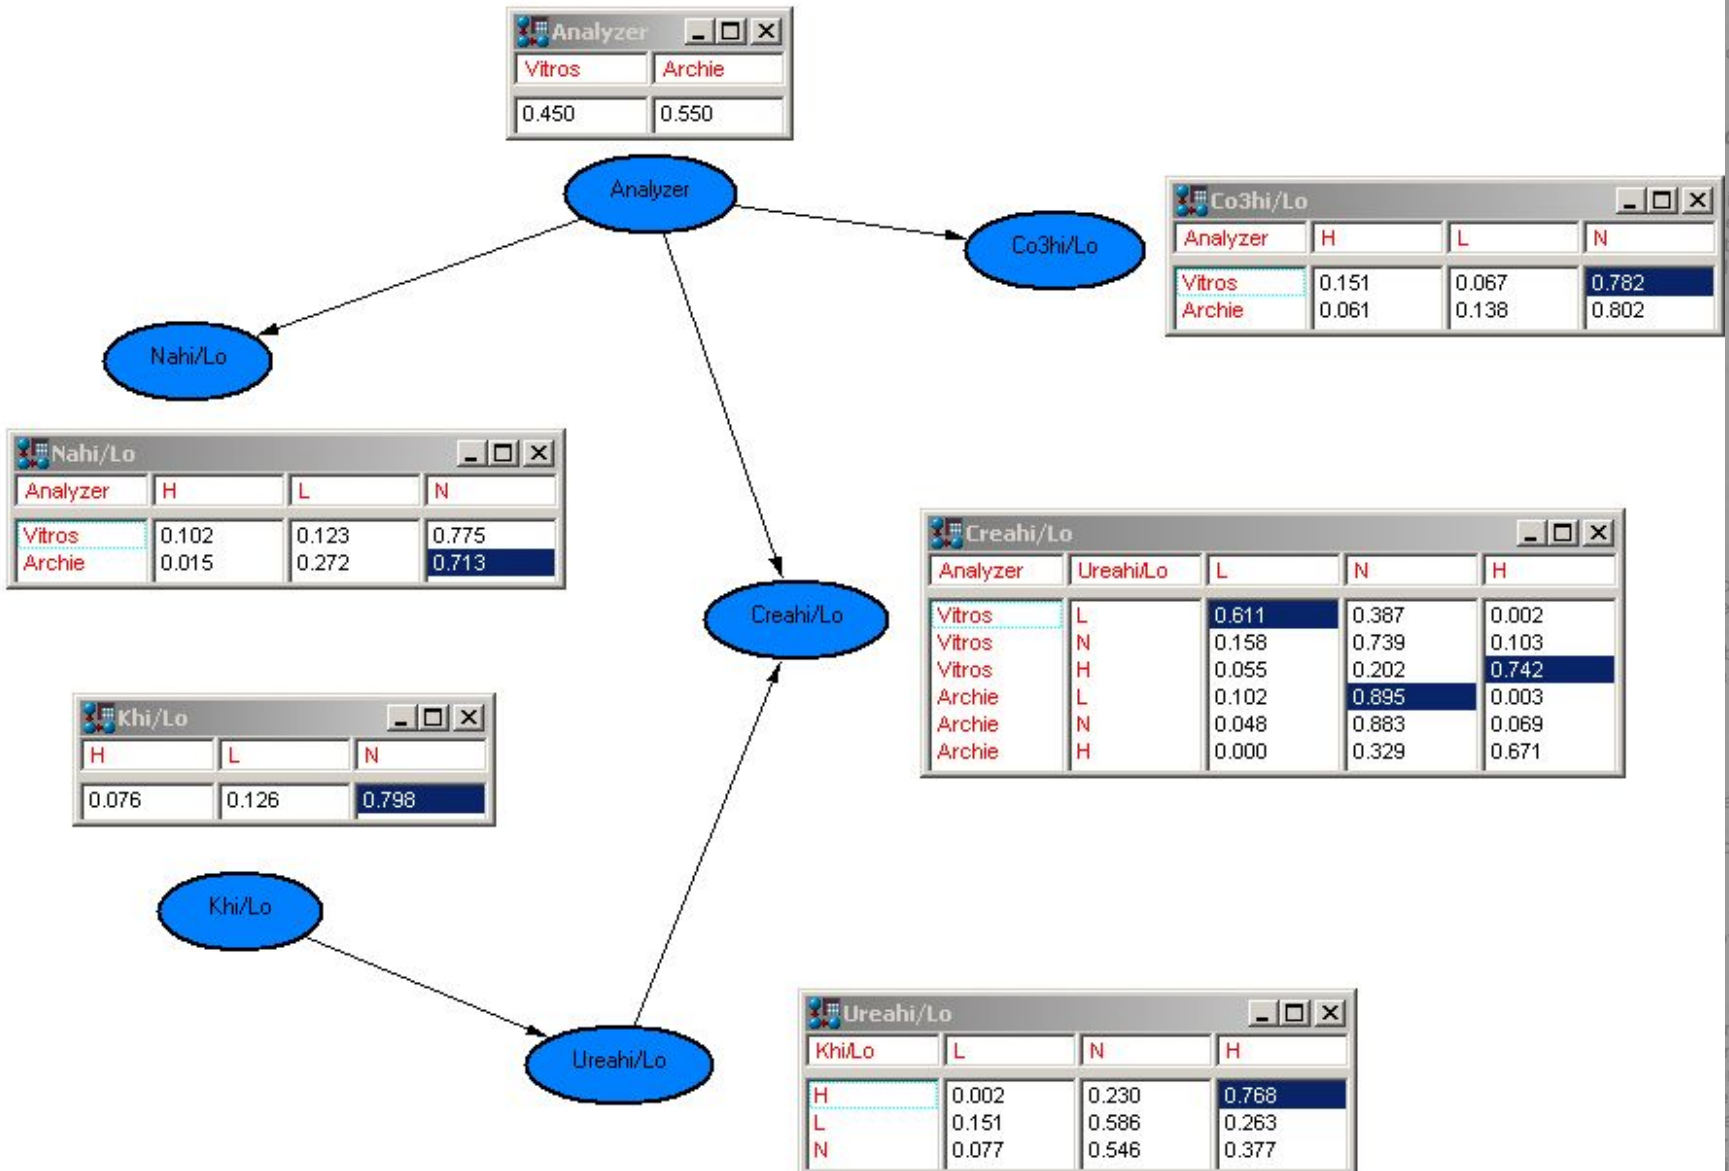 Analyzer
Vitros Archie
0.450 0.550
Analyzer
Co3hi/Lo
Co3hi/Lo
Analyzer H L N
Vitros 0.151 0.067 0.782
Archie 0.061 0.138 0.802
Nahi/Lo
Nahi/Lo
Analyzer H L N
Vitros 0.102 0.123 0.775
Archie 0.015 0.272 0.713
Creahi/Lo
Creahi/Lo
Analyzer Ureahi/Lo L N H
Vitros L 0.611 0.387 0.002
Vitros N 0.158 0.739 0.103
Vitros H 0.055 0.202 0.742
Archie L 0.102 0.895 0.003
Archie N 0.048 0.883 0.069
Archie H 0.000 0.329 0.671
Khi/Lo
H L N
0.076 0.126 0.798
Khi/Lo
Ureahi/Lo
Ureahi/Lo
Khi/Lo L N H
H 0.002 0.230 0.768
L 0.151 0.586 0.263
N 0.077 0.546 0.377